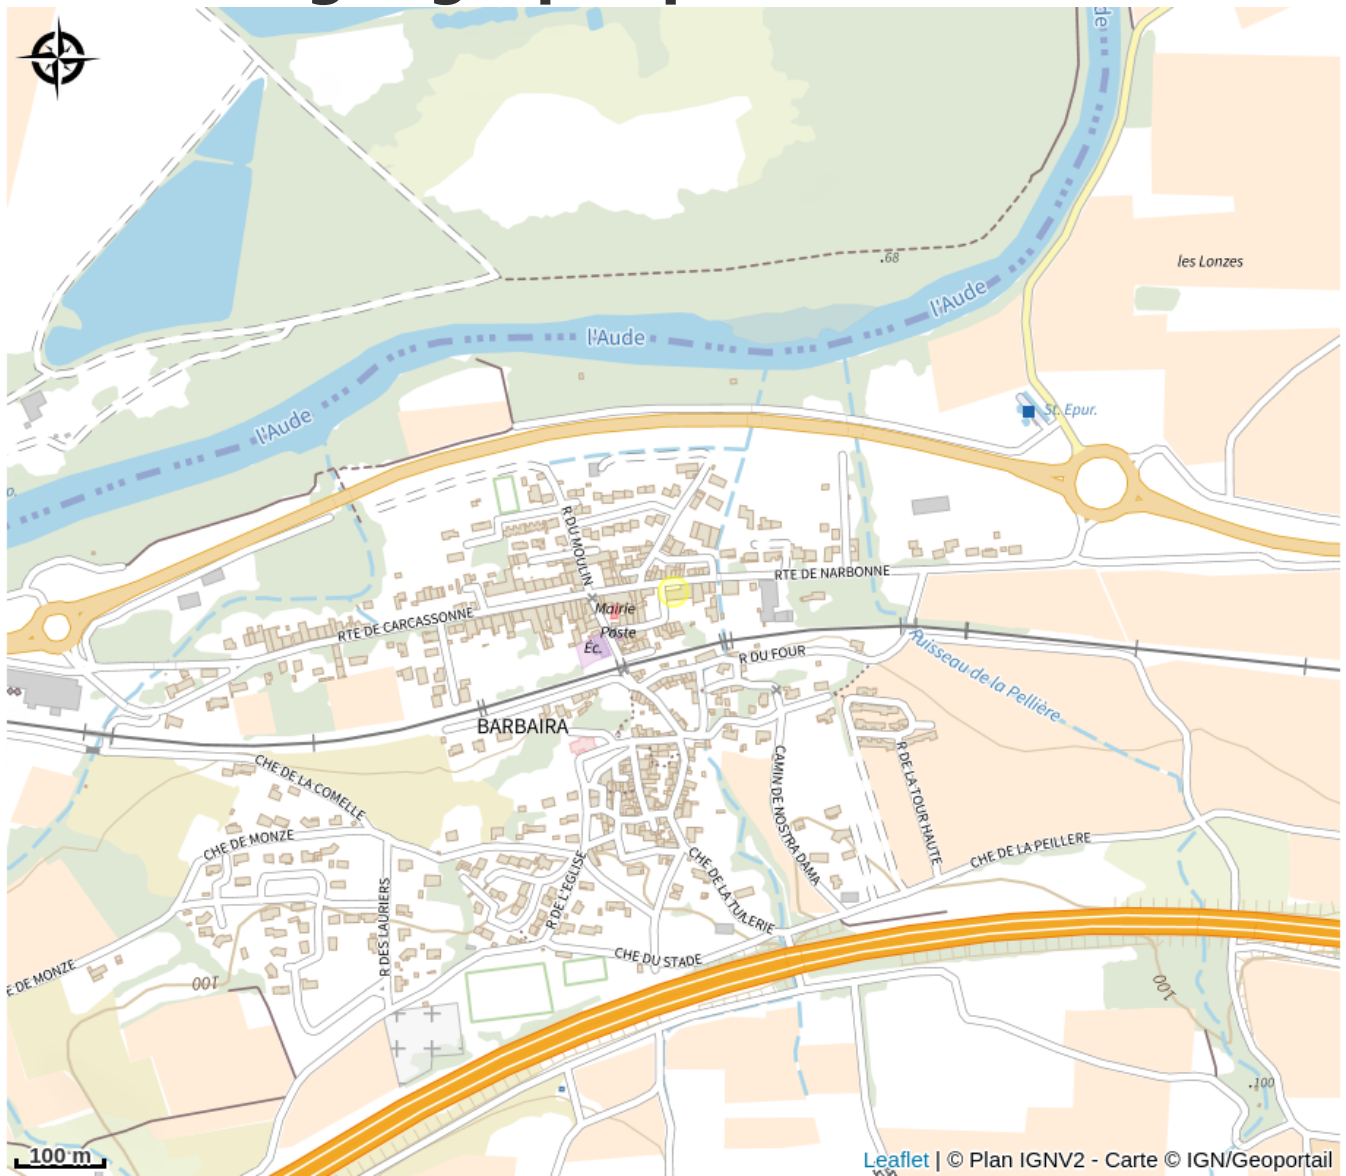 de
.68
les Lonzes
l'Aude
l'Aude
l'Aude
St. Epur.
R DU MOULIN
RTE DE NARBONNE
Mairie
RTE DE CARCASSONNE
Poste
Éc.
R DU FOUR
Ruisseau de la Pellière
BARBAIRA
CHE DE LA COMELLE
CAMIN DE NOSTRA DAMA
R DE LA TOUR HAUTE
CHE DE MONZE
CHE DE LA PEILLERE
R DES LAURIERS
R DE L'EGLISE
CHE DE LA TUILERIE
CHE DU STADE
E DE MONZE
100
100
.100
100 m
Leaflet | © Plan IGNV2 - Carte © IGN/Geoportail